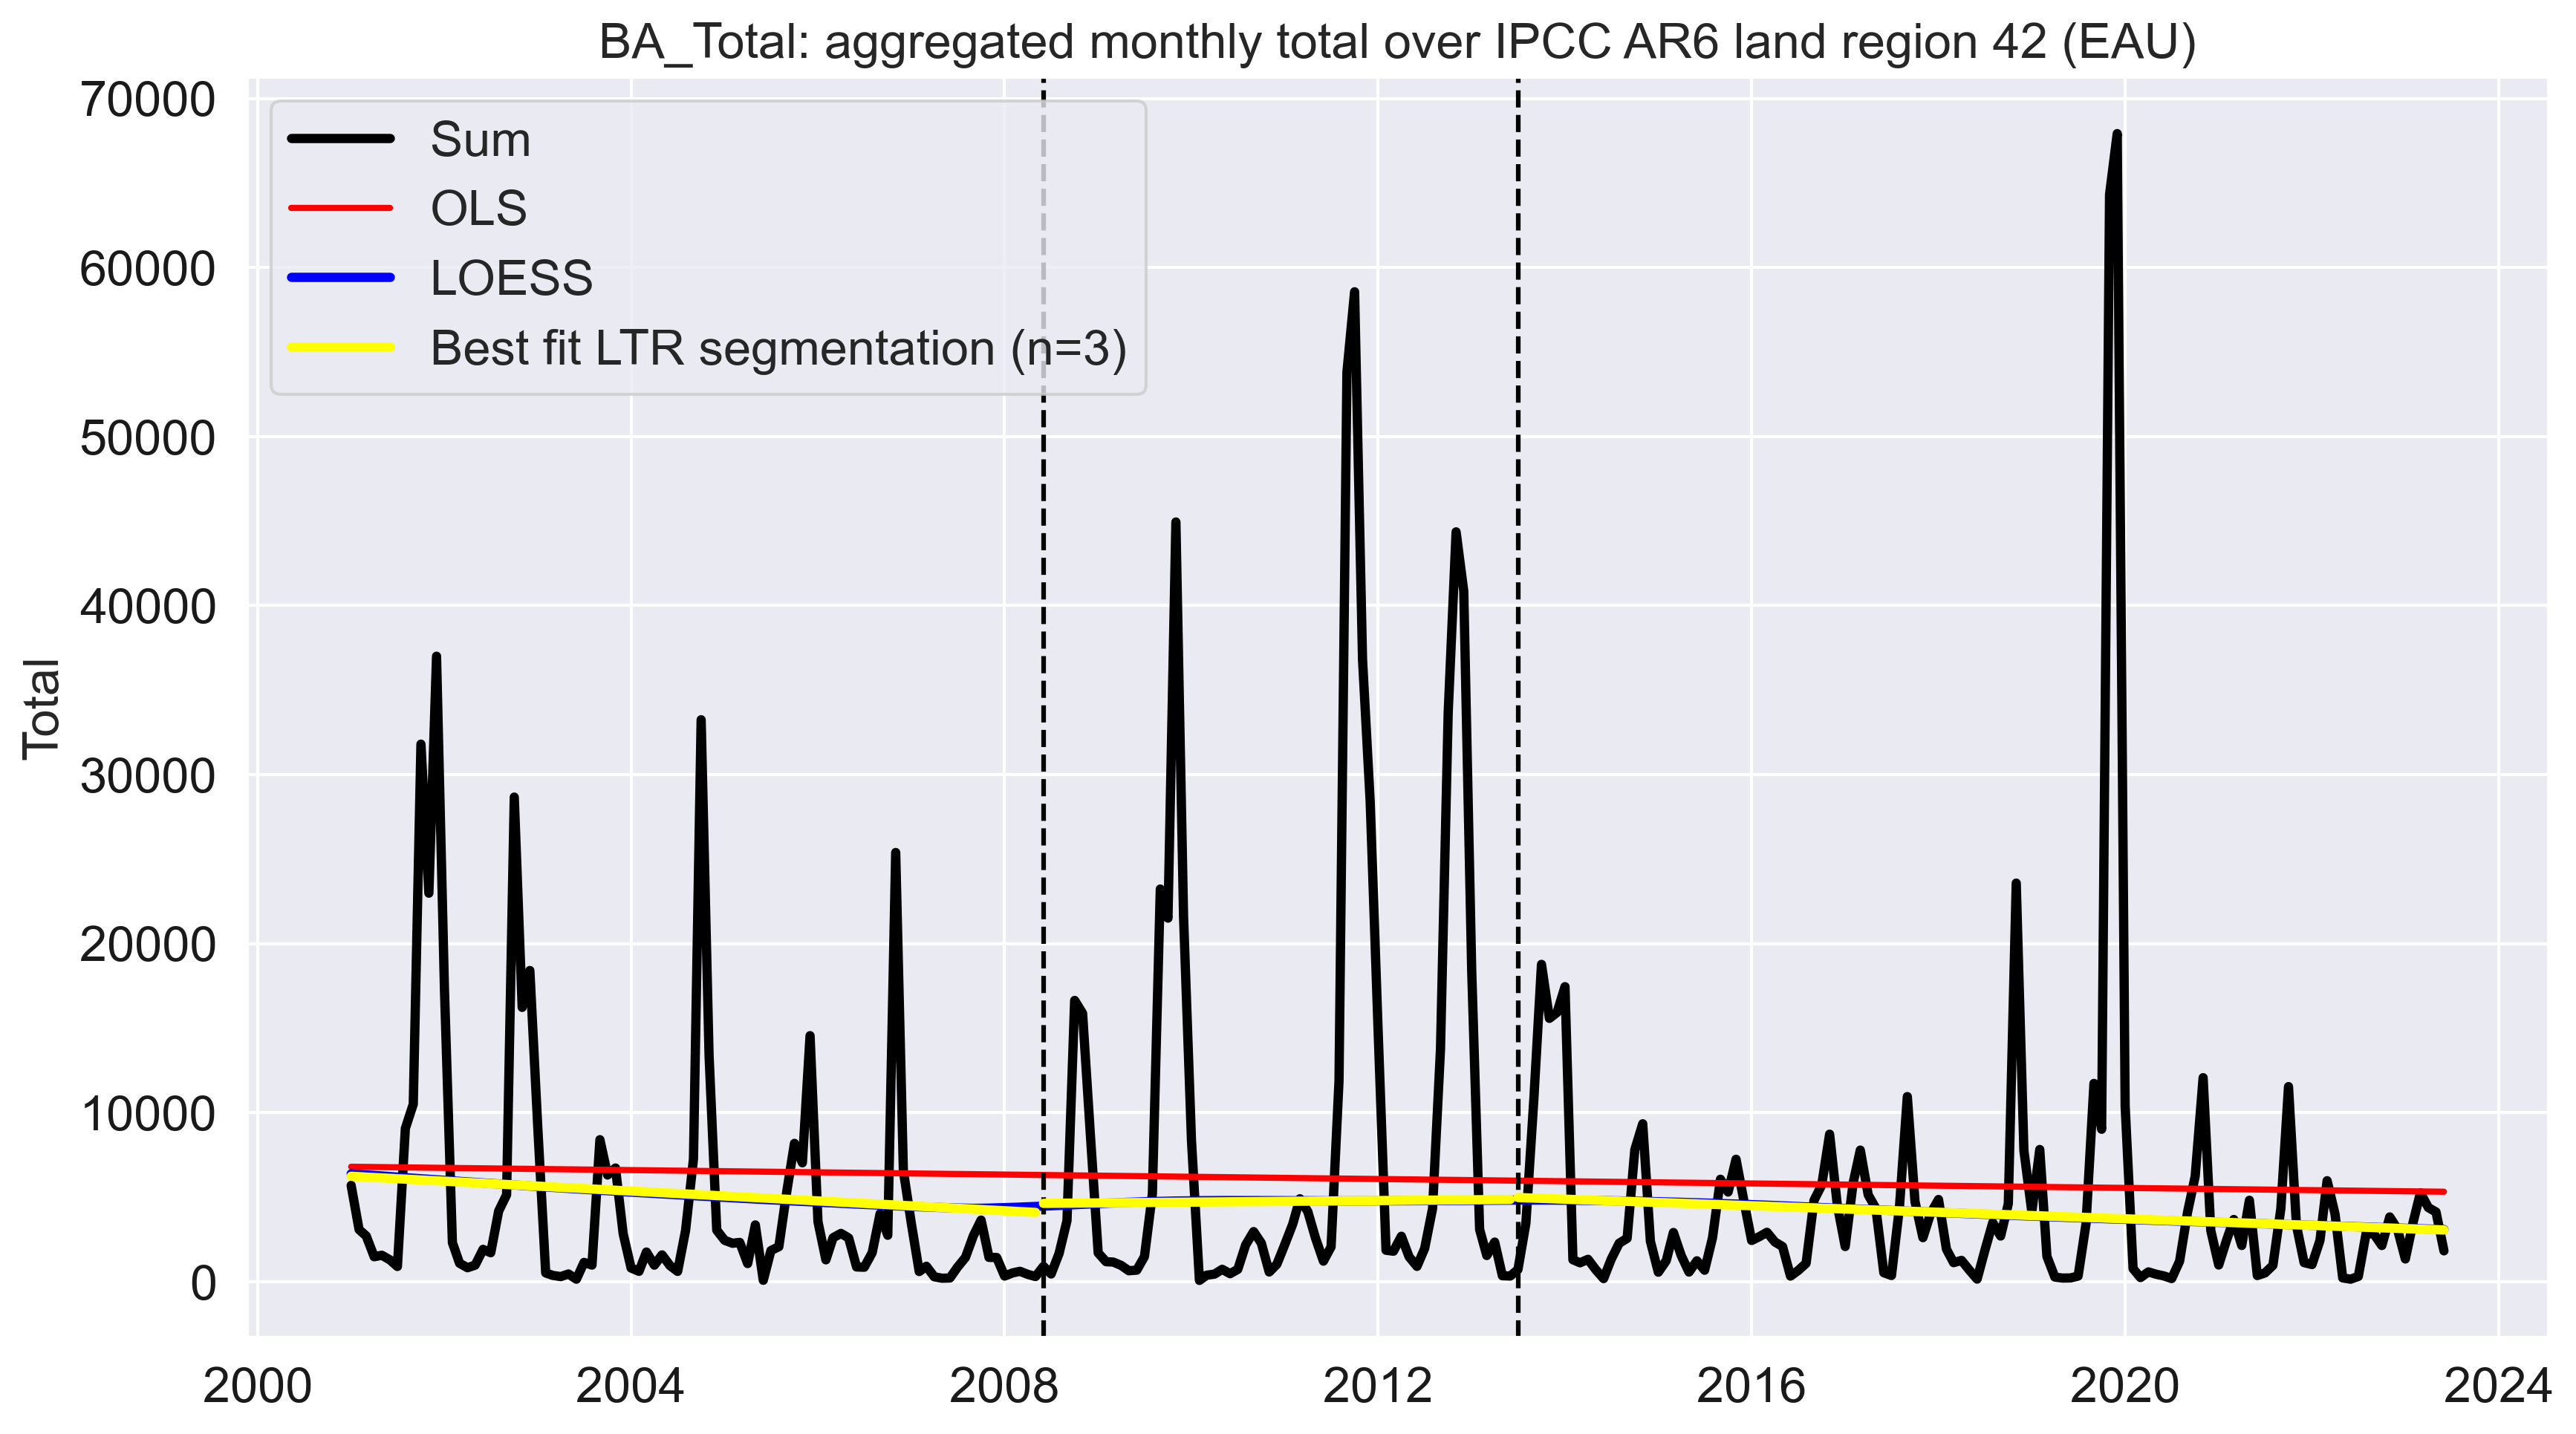 BA_Total: aggregated monthly total over IPCC AR6 land region 42 (EAU)
Sum
OLS
LOESS
Best fit LTR segmentation (n=3)
Total
70000
60000
50000
40000
30000
20000
10000
0
2000 2004 2008 2012 2016 2020 2024